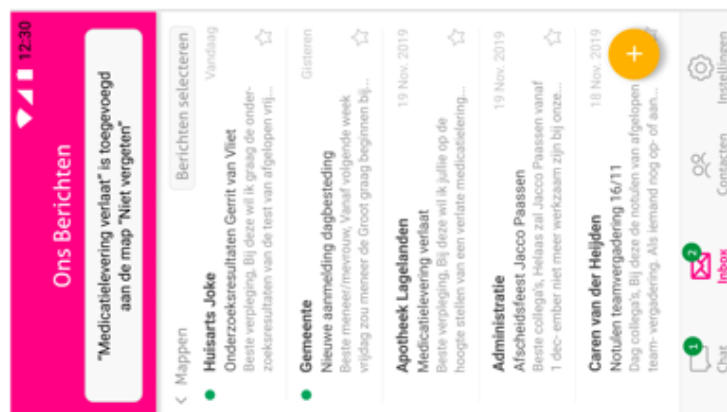 12:30
Ons Berichten
"Medicatielevering verlaat" is toegevoegd
aan de map "Niet vergeten"
< Mappen
Berichten selecteren
Huisarts Joke
Vandaag
Onderzoeksresultaten Gerrit van Vliet
Beste verpleging, Bij deze wil ik graag de onder-
zoeksresultaten van de test van afgelopen vrij...
Gemeente
Gisteren
Nieuwe aanmelding dagbesteding
Beste meneer/mevrouw, Vanaf volgende week
vrijdag zou meneer de Groot graag beginnen bij...
Apotheek Lagelanden
19 Nov. 2019
Medicatielevering verlaat
Beste verpleging, Bij deze wil ik jullie op de
hoogte stellen van een verlate medicatielering...
Administratie
19 Nov. 2019
Afscheidsfeest Jacco Paassen
Beste collega's, Helaas zal Jacco Paassen vanaf
1 dec- ember niet meer werkzaam zijn bij onze...
Caren van der Heijden
18 Nov. 2019
Notulen teamvergadering 16/11
Dag collega's, Bij deze de notulen van afgelopen
team- vergadering. Als iemand nog op- of aan...
+
1
2
Chat
Inbox
Contacten
Instellingen